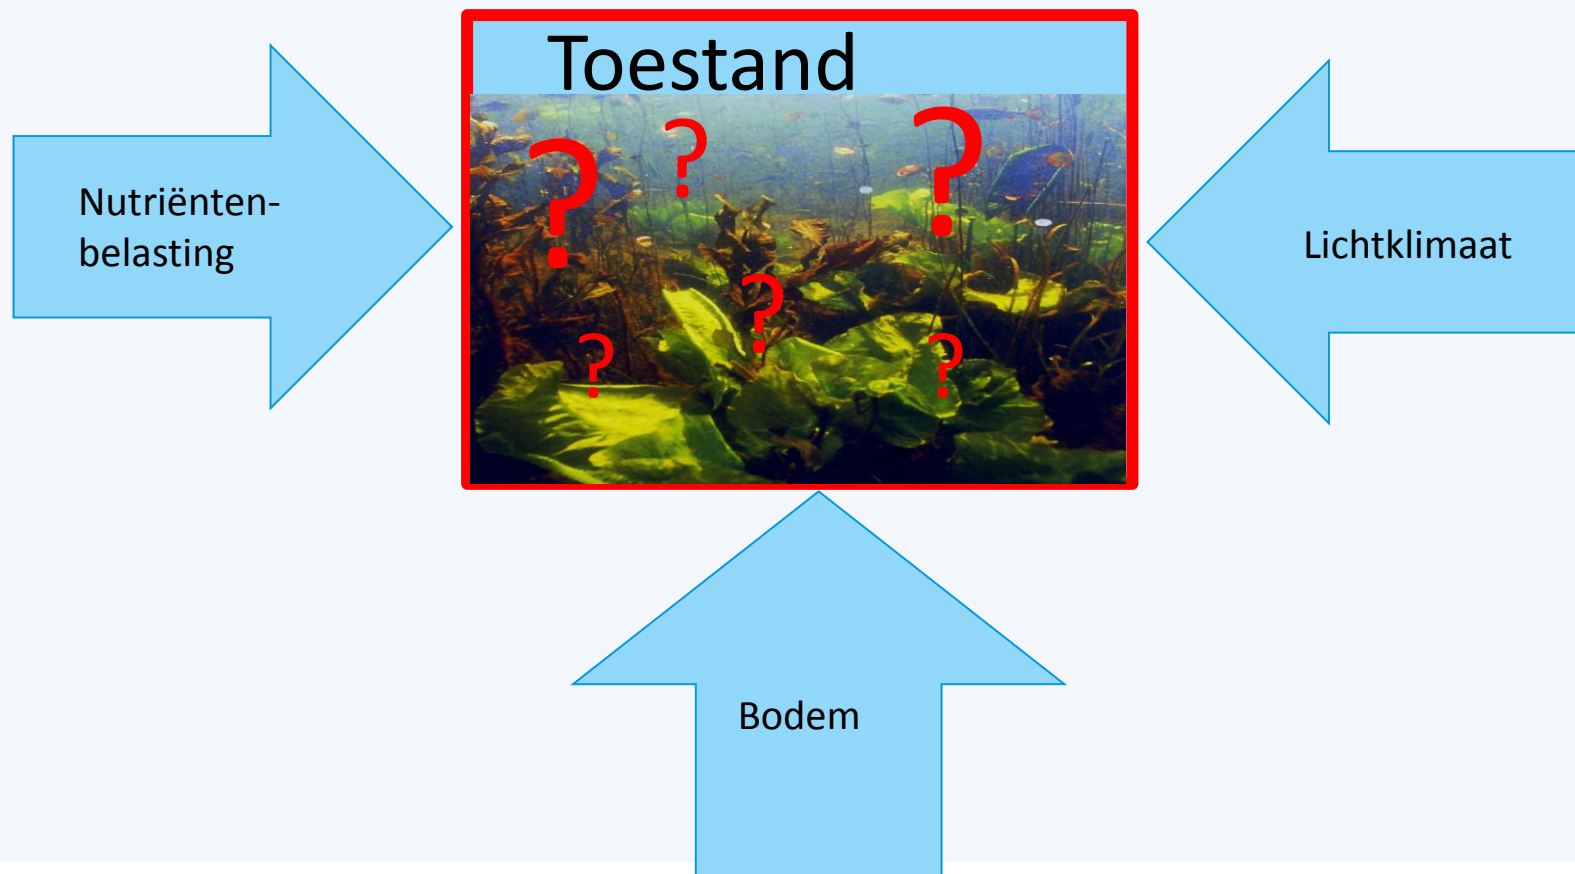 Toestand
? ? ?
?
? ?
Nutriënten-
belasting
Lichtklimaat
Bodem